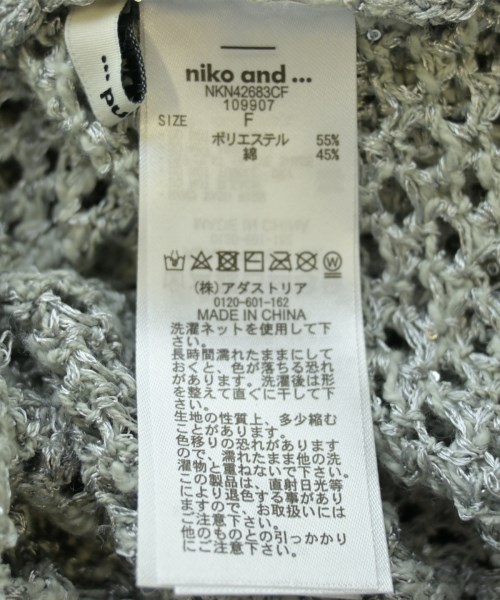 niko and ...
NKN42683CF
109907
SIZE F
ポリエステル 55%
綿 45%
(株)アダストリア
0120-601-162
MADE IN CHINA
洗濯ネットを使用して下
さい。
長時間濡れたままにして
おくと、色が落ちる恐れ
があります。洗濯後は形
を整えて直ぐに干して下
さい。
生地の性質上、多少縮む
ことがあります。
色移りの恐れがあります
ので、濡れたまま他の洗
濯物と重ねないで下さい。
この製品は、直射日光等
により退色する事があり
ますので、お取扱いには
ご注意下さい。
他のものとの引っかかり
にご注意下さい。